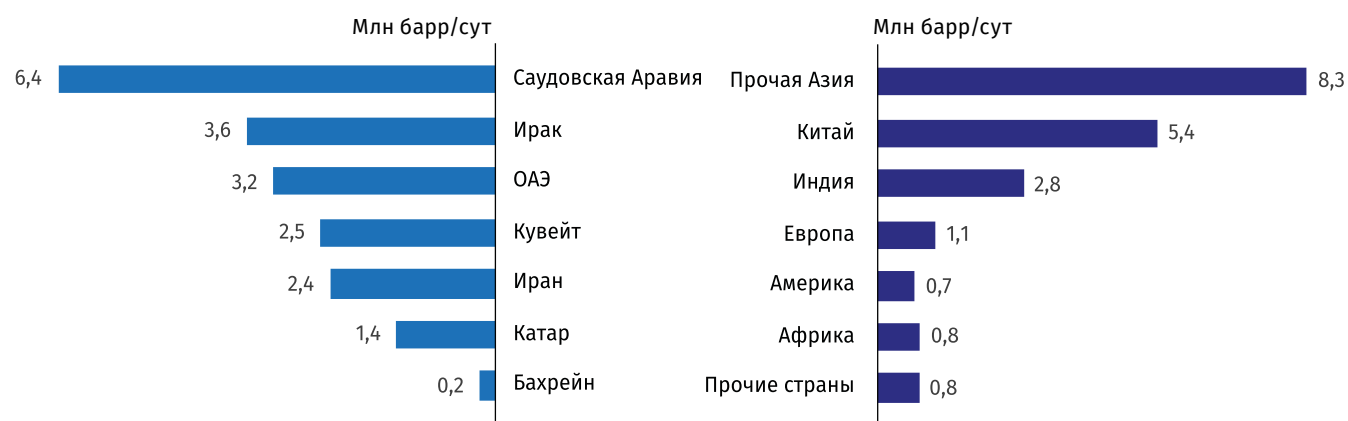 Млн барр/сут
6,4 Саудовская Аравия
3,6 Ирак
3,2 ОАЭ
2,5 Кувейт
2,4 Иран
1,4 Катар
0,2 Бахрейн
Млн барр/сут
Прочая Азия 8,3
Китай 5,4
Индия 2,8
Европа 1,1
Америка 0,7
Африка 0,8
Прочие страны 0,8